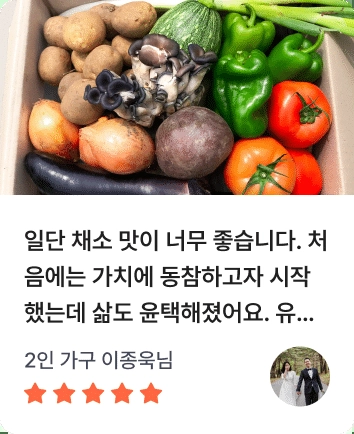 일단 채소 맛이 너무 좋습니다. 처
음에는 가치에 동참하고자 시작
했는데 삶도 윤택해졌어요. 유...
2인 가구 이종욱님